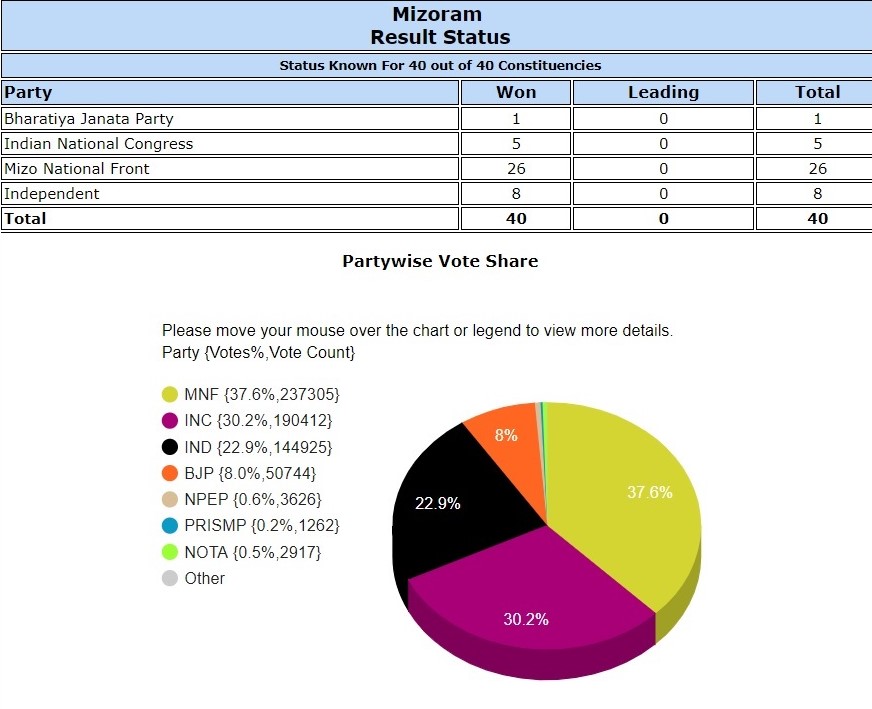 Mizoram
Result Status
Status Known For 40 out of 40 Constituencies
Party Won Leading Total
Bharatiya Janata Party 1 0 1
Indian National Congress 5 0 5
Mizo National Front 26 0 26
Independent 8 0 8
Total 40 0 40
Partywise Vote Share
Please move your mouse over the chart or legend to view more details.
Party {Votes%,Vote Count}
MNF {37.6%,237305}
INC {30.2%,190412}
IND {22.9%,144925}
BJP {8.0%,50744}
NPEP {0.6%,3626}
PRISMP {0.2%,1262}
NOTA {0.5%,2917}
Other
8%
37.6%
22.9%
30.2%